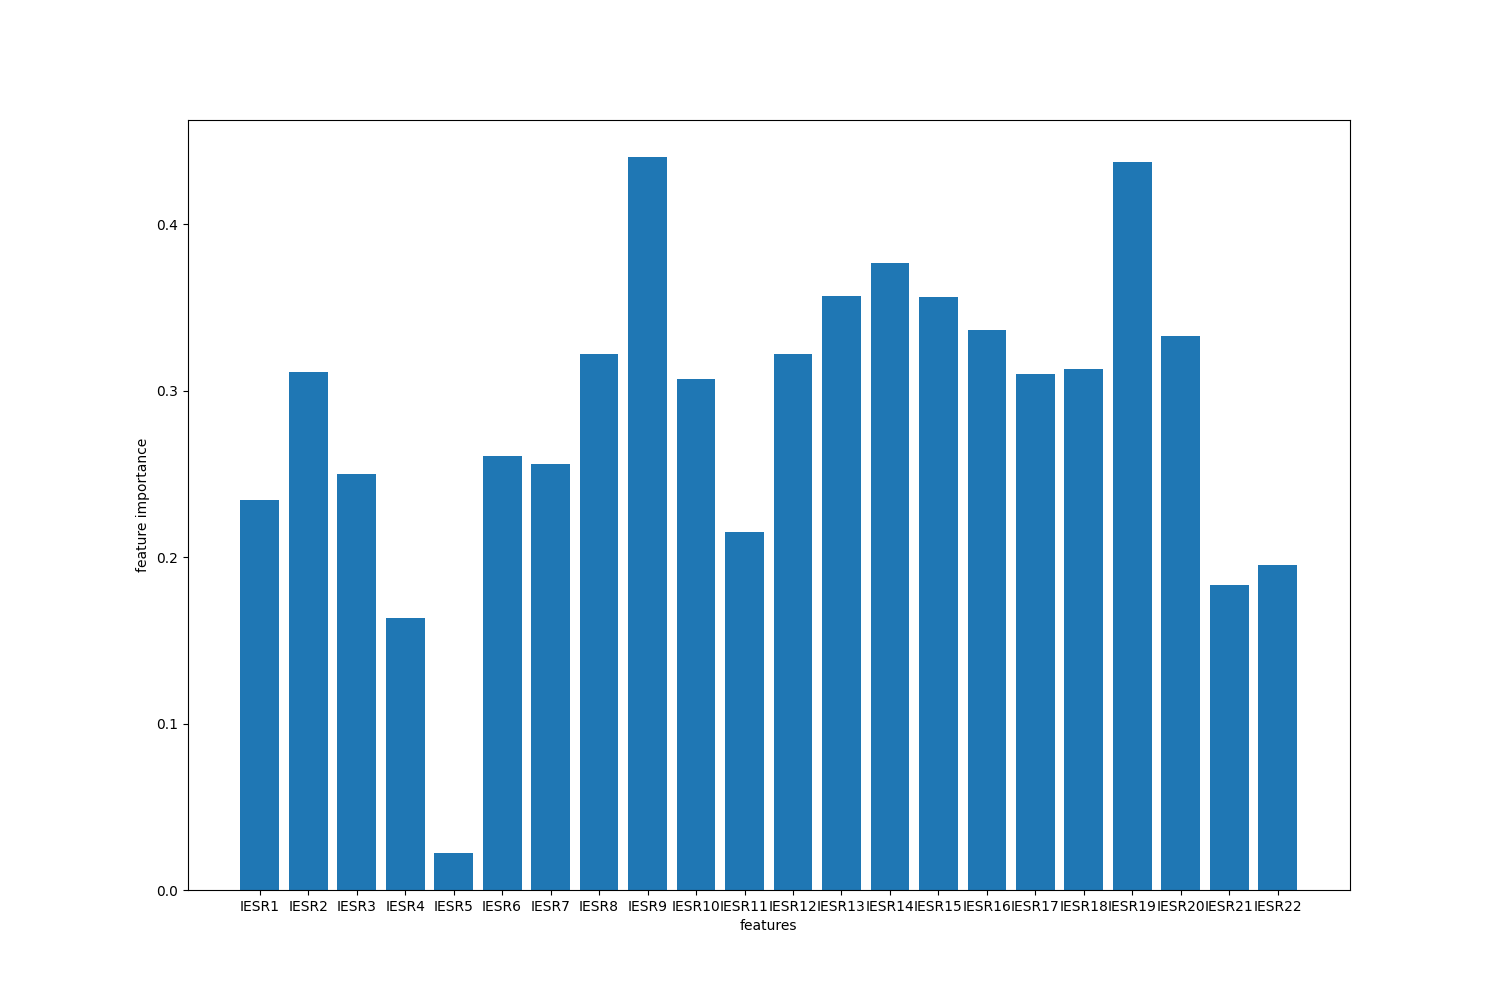 feature importance
0.4
0.3
0.2
0.1
0.0
IESR1 IESR2 IESR3 IESR4 IESR5 IESR6 IESR7 IESR8 IESR9 IESR10 IESR11 IESR12 IESR13 IESR14 IESR15 IESR16 IESR17 IESR18 IESR19 IESR20 IESR21 IESR22
features